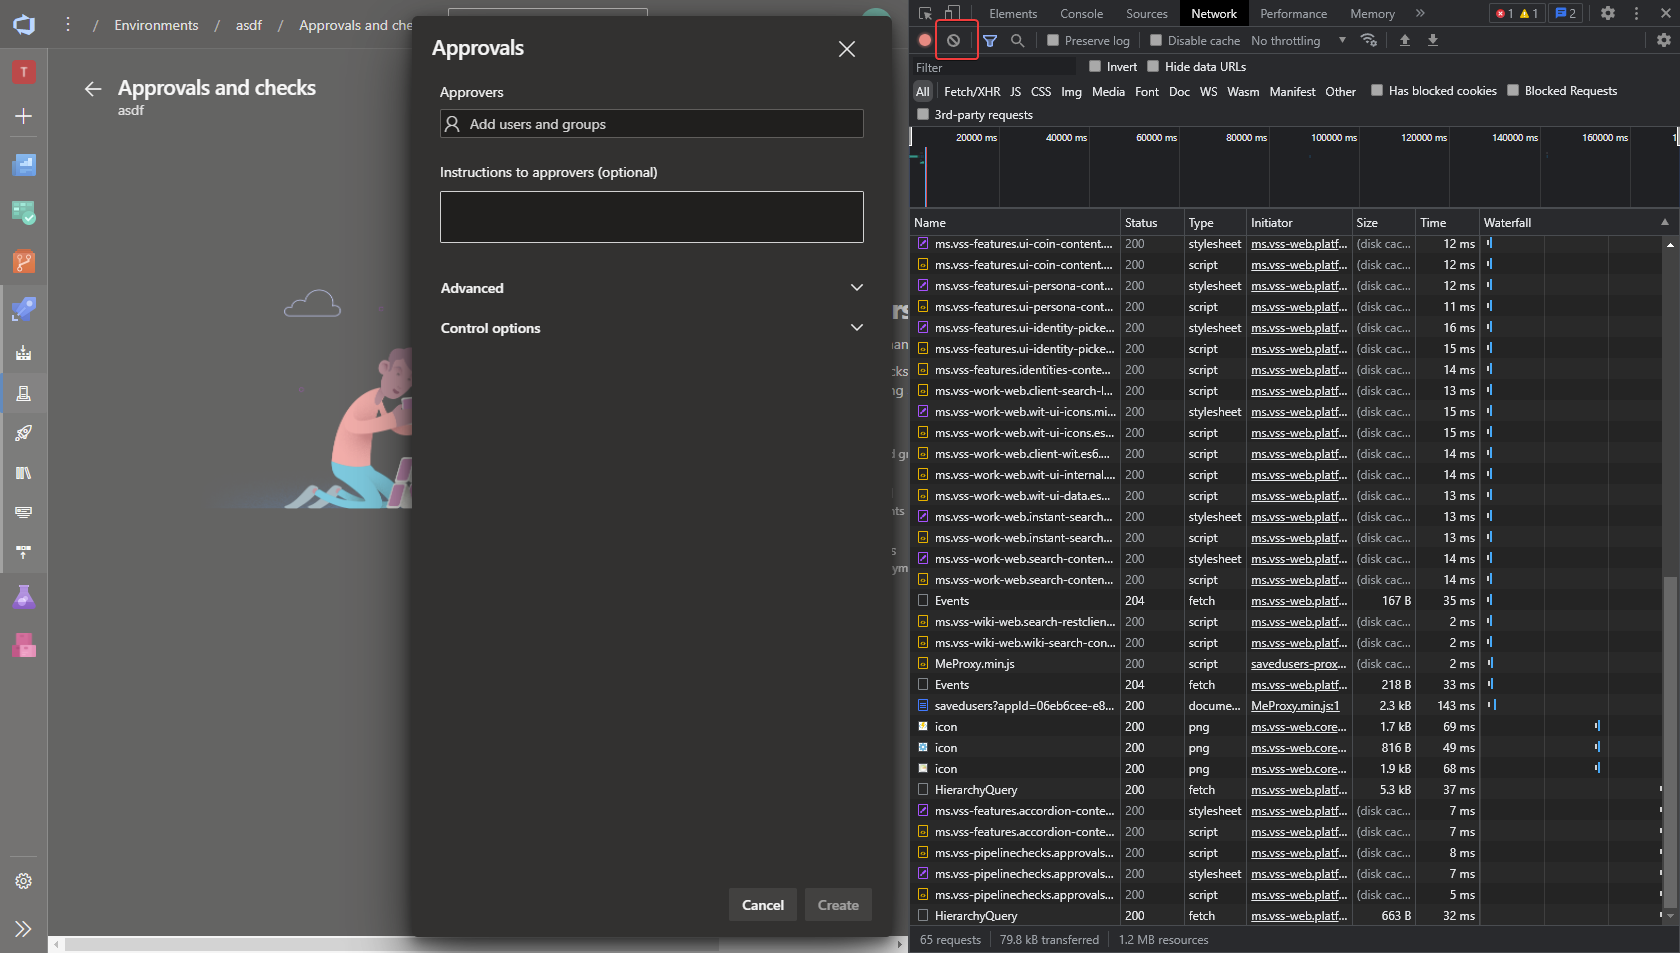 / Environments / asdf / Approvals and che
Approvals
Approvals and checks
asdf
T
Approvers
Add users and groups
Instructions to approvers (optional)
Advanced
Control options
Cancel
Create
Elements Console Sources Network Performance Memory 1 1 2
Preserve log Disable cache No throttling
Filter Invert Hide data URLs
All Fetch/XHR JS CSS Img Media Font Doc WS Wasm Manifest Other Has blocked cookies Blocked Requests
3rd-party requests
20000 ms 40000 ms 60000 ms 80000 ms 100000 ms 120000 ms 140000 ms 160000 ms 1
Name Status Type Initiator Size Time Waterfall
ms.vss-features.ui-coin-content.... 200 stylesheet ms.vss-web.platf... (disk cac... 12 ms
ms.vss-features.ui-coin-content.... 200 script ms.vss-web.platf... (disk cac... 12 ms
ms.vss-features.ui-persona-cont... 200 stylesheet ms.vss-web.platf... (disk cac... 12 ms
ms.vss-features.ui-persona-cont... 200 script ms.vss-web.platf... (disk cac... 11 ms
ms.vss-features.ui-identity-picke... 200 stylesheet ms.vss-web.platf... (disk cac... 16 ms
ms.vss-features.ui-identity-picke... 200 script ms.vss-web.platf... (disk cac... 15 ms
ms.vss-features.identities-conte... 200 script ms.vss-web.platf... (disk cac... 14 ms
ms.vss-work-web.client-search-l... 200 script ms.vss-web.platf... (disk cac... 13 ms
ms.vss-work-web.wit-ui-icons.mi... 200 stylesheet ms.vss-web.platf... (disk cac... 15 ms
ms.vss-work-web.wit-ui-icons.es... 200 script ms.vss-web.platf... (disk cac... 15 ms
ms.vss-work-web.client-wit.es6.... 200 script ms.vss-web.platf... (disk cac... 14 ms
ms.vss-work-web.wit-ui-internal.... 200 script ms.vss-web.platf... (disk cac... 14 ms
ms.vss-work-web.wit-ui-data.es... 200 script ms.vss-web.platf... (disk cac... 13 ms
ms.vss-work-web.instant-search... 200 stylesheet ms.vss-web.platf... (disk cac... 13 ms
ms.vss-work-web.instant-search... 200 script ms.vss-web.platf... (disk cac... 13 ms
ms.vss-work-web.search-conten... 200 stylesheet ms.vss-web.platf... (disk cac... 14 ms
ms.vss-work-web.search-conten... 200 script ms.vss-web.platf... (disk cac... 14 ms
Events 204 fetch ms.vss-web.platf... 167 B 35 ms
ms.vss-wiki-web.search-restclien... 200 script ms.vss-web.platf... (disk cac... 2 ms
ms.vss-wiki-web.wiki-search-con... 200 script ms.vss-web.platf... (disk cac... 2 ms
MeProxy.min.js 200 script savedusers-prox... (disk cac... 2 ms
Events 204 fetch ms.vss-web.platf... 218 B 33 ms
savedusers?appId=06eb6cee-e8... 200 docume... MeProxy.min.js:1 2.3 kB 143 ms
icon 200 png ms.vss-web.core... 1.7 kB 69 ms
icon 200 png ms.vss-web.core... 816 B 49 ms
icon 200 png ms.vss-web.core... 1.9 kB 68 ms
HierarchyQuery 200 fetch ms.vss-web.platf... 5.3 kB 37 ms
ms.vss-features.accordion-conte... 200 stylesheet ms.vss-web.platf... (disk cac... 7 ms
ms.vss-features.accordion-conte... 200 script ms.vss-web.platf... (disk cac... 7 ms
ms.vss-pipelinechecks.approvals... 200 script ms.vss-web.platf... (disk cac... 8 ms
ms.vss-pipelinechecks.approvals... 200 stylesheet ms.vss-web.platf... (disk cac... 7 ms
ms.vss-pipelinechecks.approvals... 200 script ms.vss-web.platf... (disk cac... 5 ms
HierarchyQuery 200 fetch ms.vss-web.platf... 663 B 32 ms
65 requests 79.8 kB transferred 1.2 MB resources